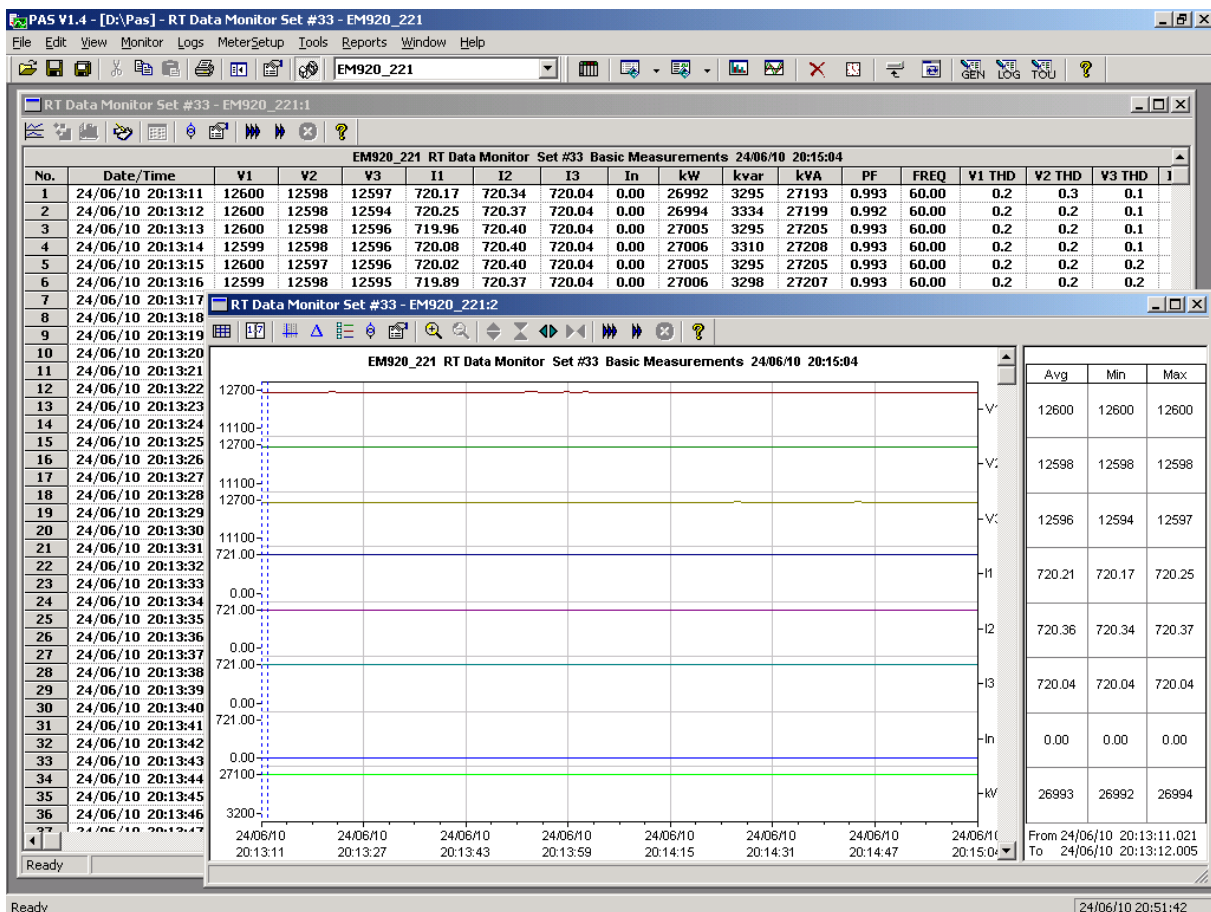 PAS V1.4 - [D:\Pas] - RT Data Monitor Set #33 - EM920_221
File Edit View Monitor Logs MeterSetup Tools Reports Window Help
EM920_221
GEN LOG TOU
RT Data Monitor Set #33 - EM920_221:1
EM920_221 RT Data Monitor Set #33 Basic Measurements 24/06/10 20:15:04
No. Date/Time V1 V2 V3 I1 I2 I3 In kW kvar kVA PF FREQ V1 THD V2 THD V3 THD
1 24/06/10 20:13:11 12600 12598 12597 720.17 720.34 720.04 0.00 26992 3295 27193 0.993 60.00 0.2 0.3 0.1
2 24/06/10 20:13:12 12600 12598 12594 720.25 720.37 720.04 0.00 26994 3334 27199 0.992 60.00 0.2 0.2 0.1
3 24/06/10 20:13:13 12600 12598 12596 719.96 720.40 720.04 0.00 27005 3295 27205 0.993 60.00 0.2 0.2 0.1
4 24/06/10 20:13:14 12599 12598 12596 720.08 720.40 720.04 0.00 27006 3310 27208 0.993 60.00 0.2 0.2 0.1
5 24/06/10 20:13:15 12600 12597 12596 720.02 720.40 720.04 0.00 27005 3295 27205 0.993 60.00 0.2 0.2 0.2
6 24/06/10 20:13:16 12599 12598 12595 719.89 720.37 720.04 0.00 27006 3298 27207 0.993 60.00 0.2 0.2 0.2
7 24/06/10 20:13:17
8 24/06/10 20:13:18
9 24/06/10 20:13:19
10 24/06/10 20:13:20
11 24/06/10 20:13:21
12 24/06/10 20:13:22
13 24/06/10 20:13:23
14 24/06/10 20:13:24
15 24/06/10 20:13:25
16 24/06/10 20:13:26
17 24/06/10 20:13:27
18 24/06/10 20:13:28
19 24/06/10 20:13:29
20 24/06/10 20:13:30
21 24/06/10 20:13:31
22 24/06/10 20:13:32
23 24/06/10 20:13:33
24 24/06/10 20:13:34
25 24/06/10 20:13:35
26 24/06/10 20:13:36
27 24/06/10 20:13:37
28 24/06/10 20:13:38
29 24/06/10 20:13:39
30 24/06/10 20:13:40
31 24/06/10 20:13:41
32 24/06/10 20:13:42
33 24/06/10 20:13:43
34 24/06/10 20:13:44
35 24/06/10 20:13:45
36 24/06/10 20:13:46
37 24/06/10 20:13:47
Ready
RT Data Monitor Set #33 - EM920_221:2
EM920_221 RT Data Monitor Set #33 Basic Measurements 24/06/10 20:15:04
Avg Min Max
12700
V1
12600 12600 12600
11100
12700
12598 12598 12598
11100
12700
12596 12594 12597
11100
721.00
I1
720.21 720.17 720.25
0.00
721.00
I2
720.36 720.34 720.37
0.00
721.00
I3
720.04 720.04 720.04
0.00
721.00
In
0.00 0.00 0.00
0.00
27100
26993 26992 26994
3200
24/06/10 24/06/10 24/06/10 24/06/10 24/06/10 24/06/10 24/06/10 24/06/10
20:13:11 20:13:27 20:13:43 20:13:59 20:14:15 20:14:31 20:14:47 20:15:04
From 24/06/10 20:13:11.021
To 24/06/10 20:13:12.005
Ready
24/06/10 20:51:42